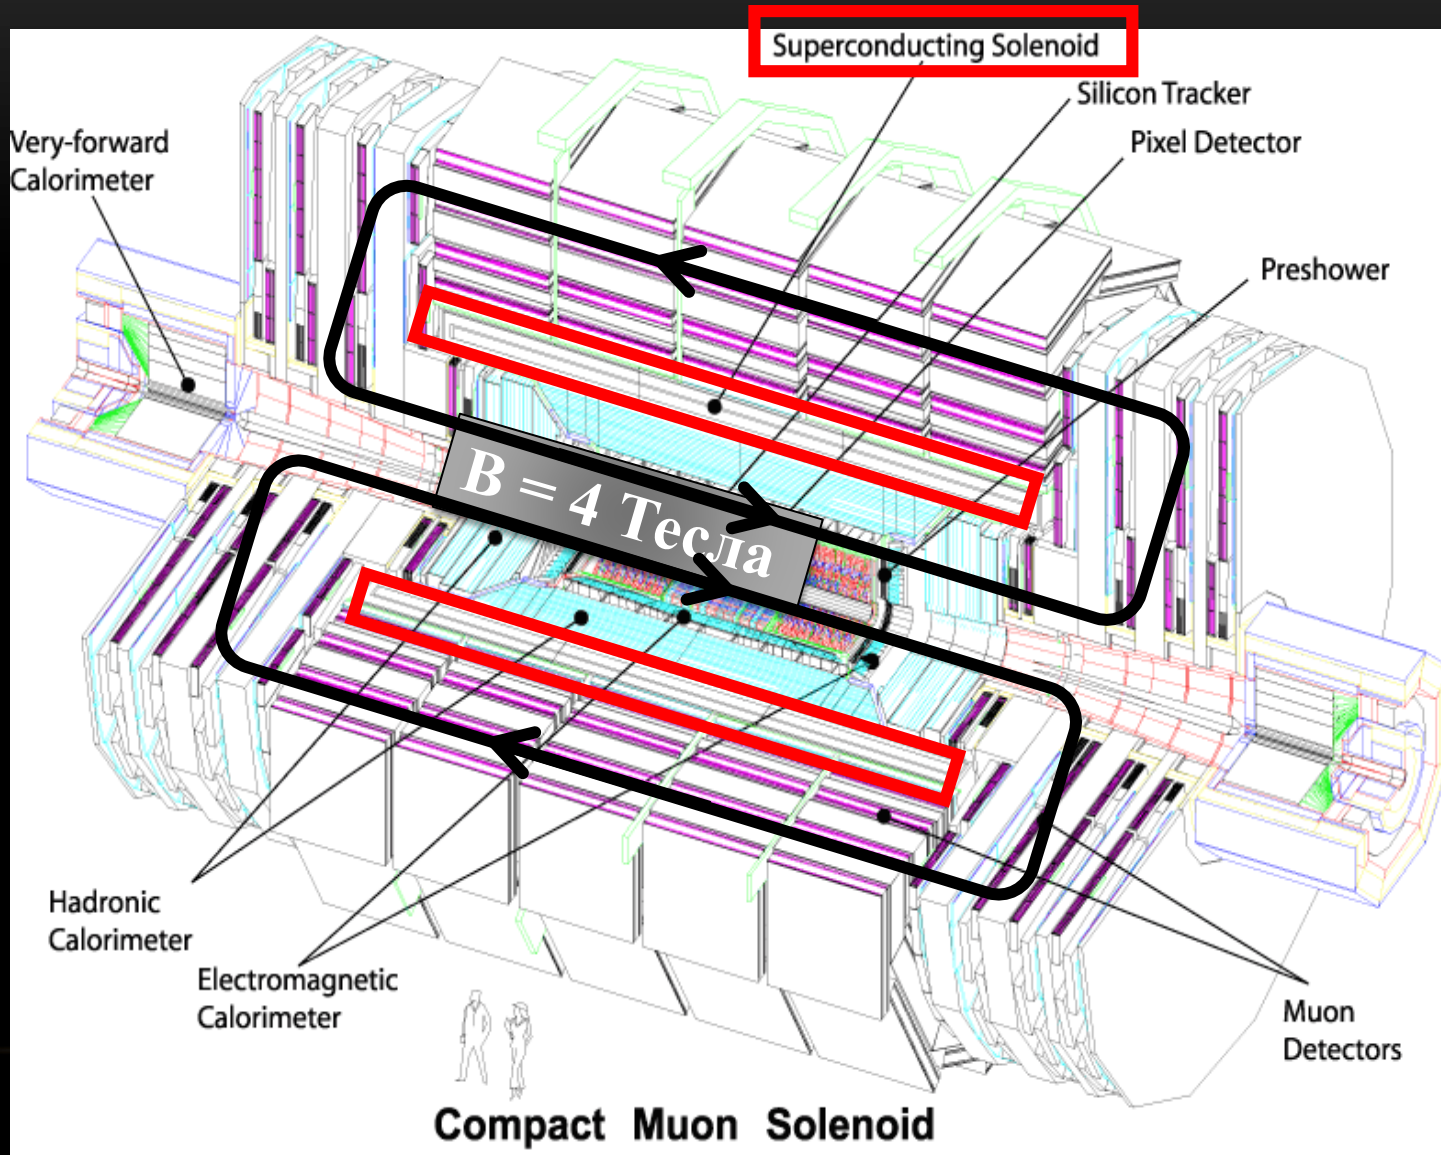 Superconducting Solenoid
Silicon Tracker
Pixel Detector
Very-forward
Calorimeter
Preshower
B = 4 Тесла
Hadronic
Calorimeter
Electromagnetic
Calorimeter
Muon
Detectors
Compact Muon Solenoid